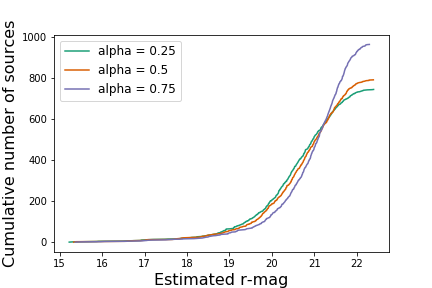 Cumulative number of sources
1000
800
600
400
200
0
alpha = 0.25
alpha = 0.5
alpha = 0.75
15 16 17 18 19 20 21 22
Estimated r-mag